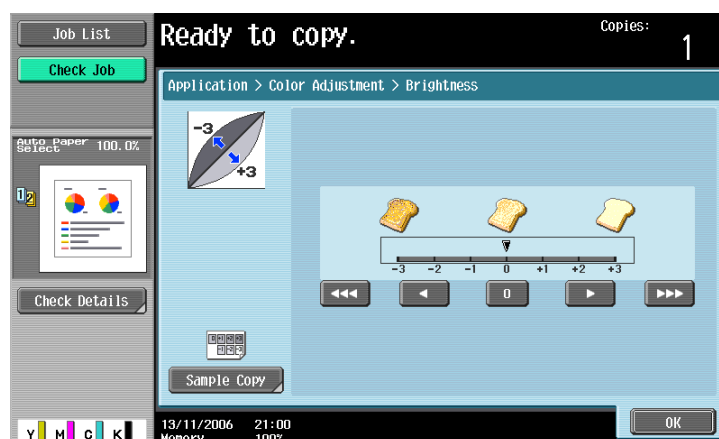 Job List
Check Job
Ready to copy.
Copies:
1
Application > Color Adjustment > Brightness
Auto Paper
Select
100.0%
1 2
-3
+3
-3 -2 -1 0 +1 +2 +3
0
Check Details
Sample Copy
Y M C K
13/11/2006 21:00
Memory 100%
OK